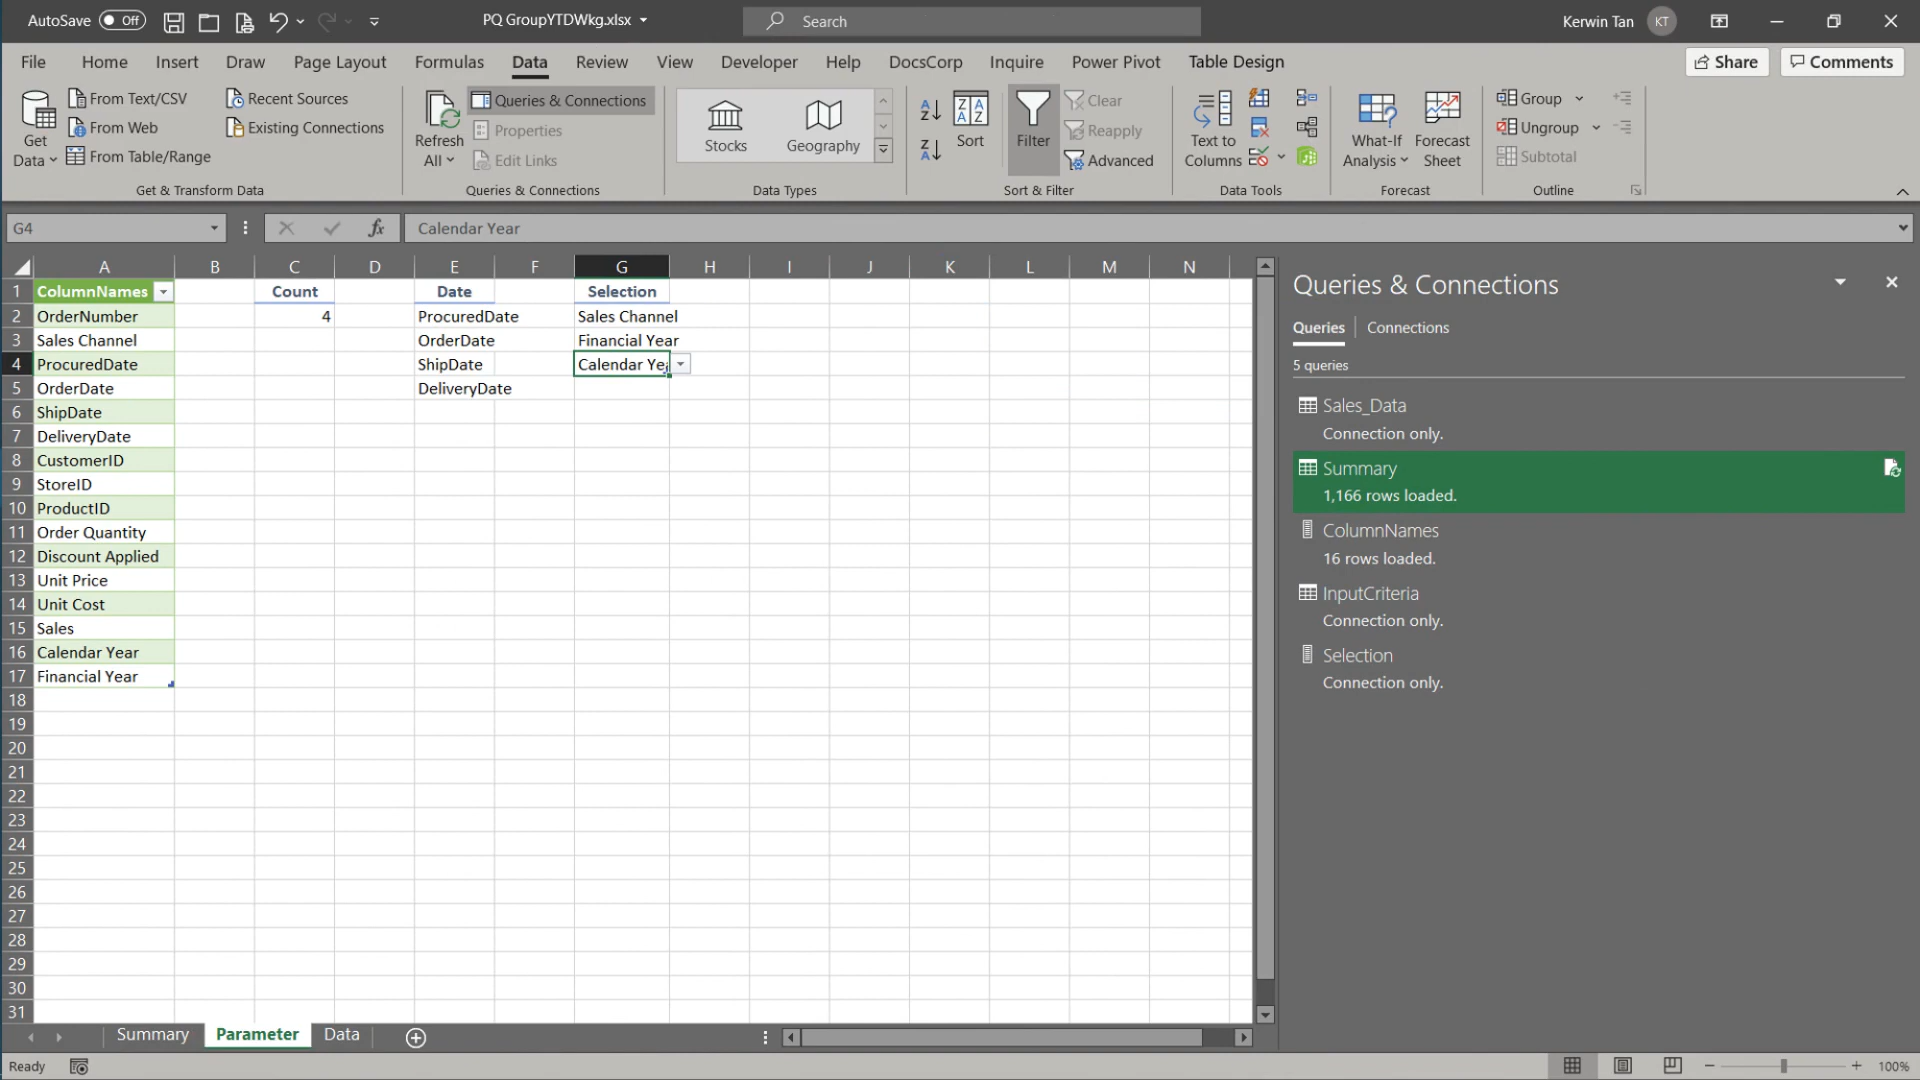 AutoSave Off
PQ GroupYTDWkg.xlsx
Search
Kerwin Tan KT
File Home Insert Draw Page Layout Formulas Data Review View Developer Help DocsCorp Inquire Power Pivot Table Design
Share Comments
Get Data
From Text/CSV
From Web
From Table/Range
Recent Sources
Existing Connections
Get & Transform Data
Refresh All
Queries & Connections
Properties
Edit Links
Queries & Connections
Stocks
Geography
Data Types
Sort
Filter
Clear
Reapply
Advanced
Sort & Filter
Text to Columns
Data Tools
What-If Analysis
Forecast Sheet
Forecast
Group
Ungroup
Subtotal
Outline
G4
fx
Calendar Year
A B C D E F G H I J K L M N
1 ColumnNames Count Date Selection
2 OrderNumber 4 ProcuredDate Sales Channel
3 Sales Channel OrderDate Financial Year
4 ProcuredDate ShipDate Calendar Ye
5 OrderDate DeliveryDate
6 ShipDate
7 DeliveryDate
8 CustomerID
9 StoreID
10 ProductID
11 Order Quantity
12 Discount Applied
13 Unit Price
14 Unit Cost
15 Sales
16 Calendar Year
17 Financial Year
18
19
20
21
22
23
24
25
26
27
28
29
30
31
Queries & Connections
Queries Connections
5 queries
Sales_Data
Connection only.
Summary
1,166 rows loaded.
ColumnNames
16 rows loaded.
InputCriteria
Connection only.
Selection
Connection only.
Summary Parameter Data
Ready
100%